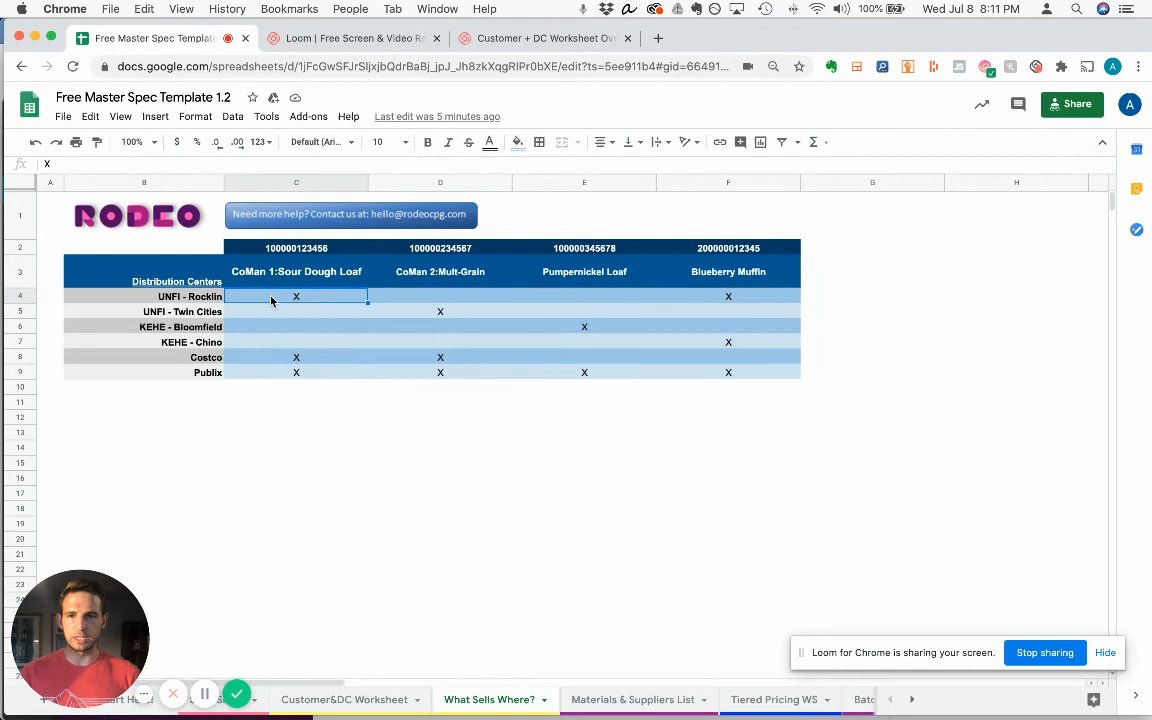 Chrome File Edit View History Bookmarks People Tab Window Help 100% Wed Jul 8 8:11 PM
Free Master Spec Template Loom | Free Screen & Video Re Customer + DC Worksheet Ove
docs.google.com/spreadsheets/d/1jFcGwSFJrSIjxjbQdrBaBj_jpJ_Jh8zkXqgRIPr0bXE/edit?ts=5ee911b4#gid=66491...
Free Master Spec Template 1.2
File Edit View Insert Format Data Tools Add-ons Help Last edit was 5 minutes ago
Share
A
100% $ % .0 .00 123 Default (Ari... 10 B I S A
fx X
A B C D E F G H
1 RODEO Need more help? Contact us at: hello@rodeocpg.com
2 100000123456 100000234567 100000345678 200000012345
3 Distribution Centers CoMan 1:Sour Dough Loaf CoMan 2:Mult-Grain Pumpernickel Loaf Blueberry Muffin
4 UNFI - Rocklin X X
5 UNFI - Twin Cities X
6 KEHE - Bloomfield X
7 KEHE - Chino X
8 Costco X X
9 Publix X X X X
10
11
12
13
14
15
16
17
18
19
20
21
22
23
24
Loom for Chrome is sharing your screen. Stop sharing Hide
Customer&DC Worksheet What Sells Where? Materials & Suppliers List Tiered Pricing WS Batc